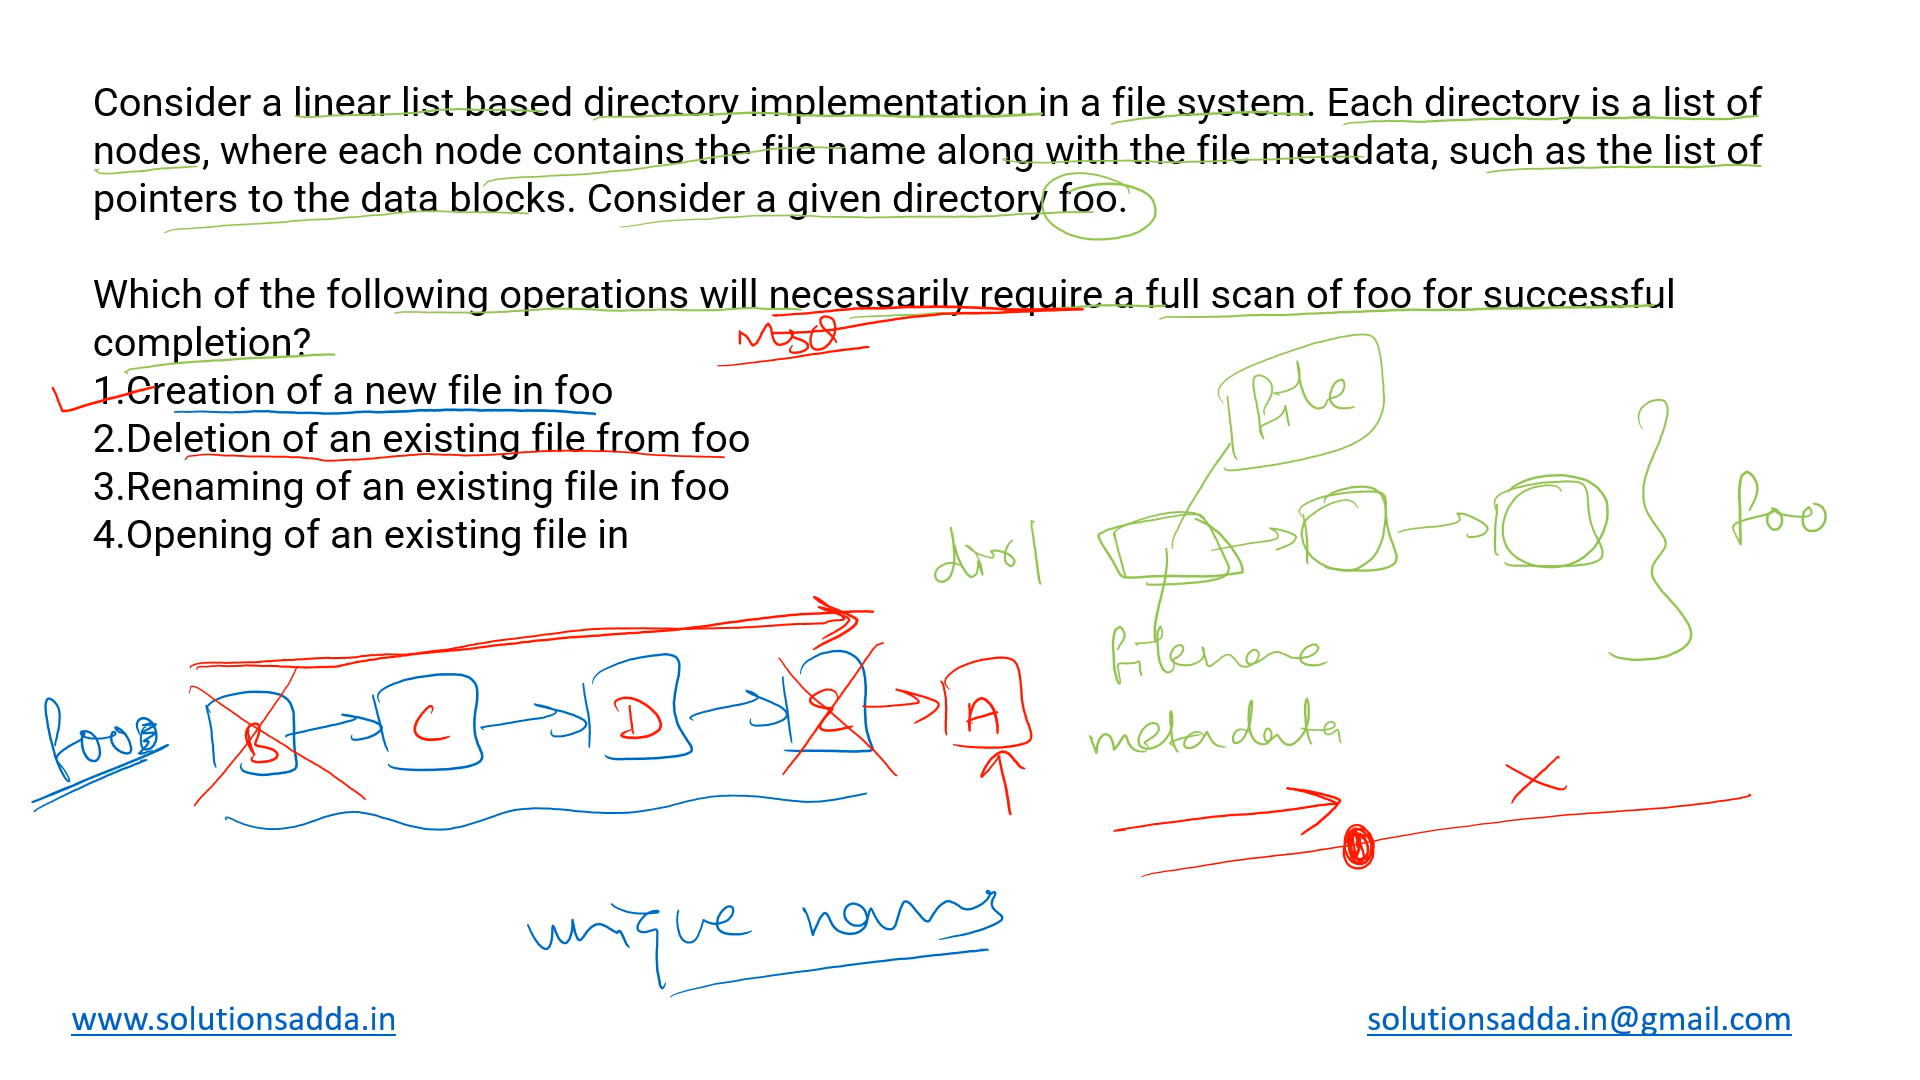 Consider a linear list based directory implementation in a file system. Each directory is a list of
nodes, where each node contains the file name along with the file metadata, such as the list of
pointers to the data blocks. Consider a given directory foo.
Which of the following operations will necessarily require a full scan of foo for successful
completion?
1.Creation of a new file in foo
2.Deletion of an existing file from foo
3.Renaming of an existing file in foo
4.Opening of an existing file in
file
foo
dir1
filename
metadata
foo
B
C
D
A
unique names
www.solutionsadda.in
solutionsadda.in@gmail.com